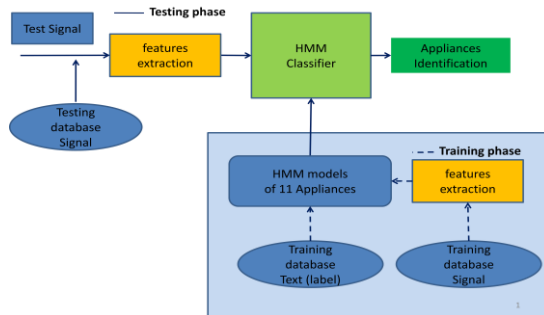 Testing phase
Test Signal
features
extraction
HMM
Classifier
Appliances
Identification
Testing
database
Signal
Training phase
HMM models
of 11 Appliances
features
extraction
Training
database
Text (label)
Training
database
Signal
1